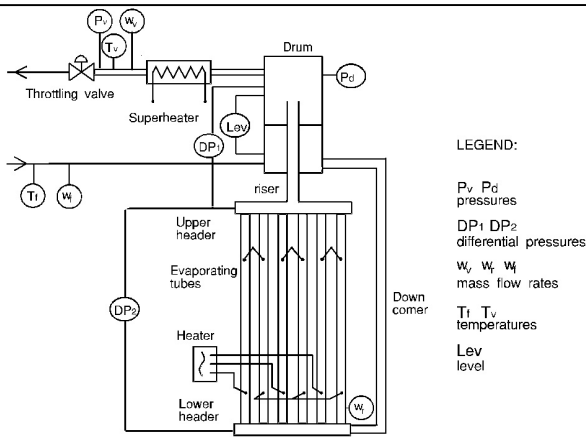 Pv
Wv
Tv
Drum
Pd
Throttling valve
Superheater
Lev
DP1
Tf
Wf
riser
Upper
header
Evaporating
tubes
DP2
Heater
Lower
header
Wr
Down
comer
LEGEND:
Pv Pd
pressures
DP1 DP2
differential pressures
Wv Wr Wf
mass flow rates
Tf Tv
temperatures
Lev
level